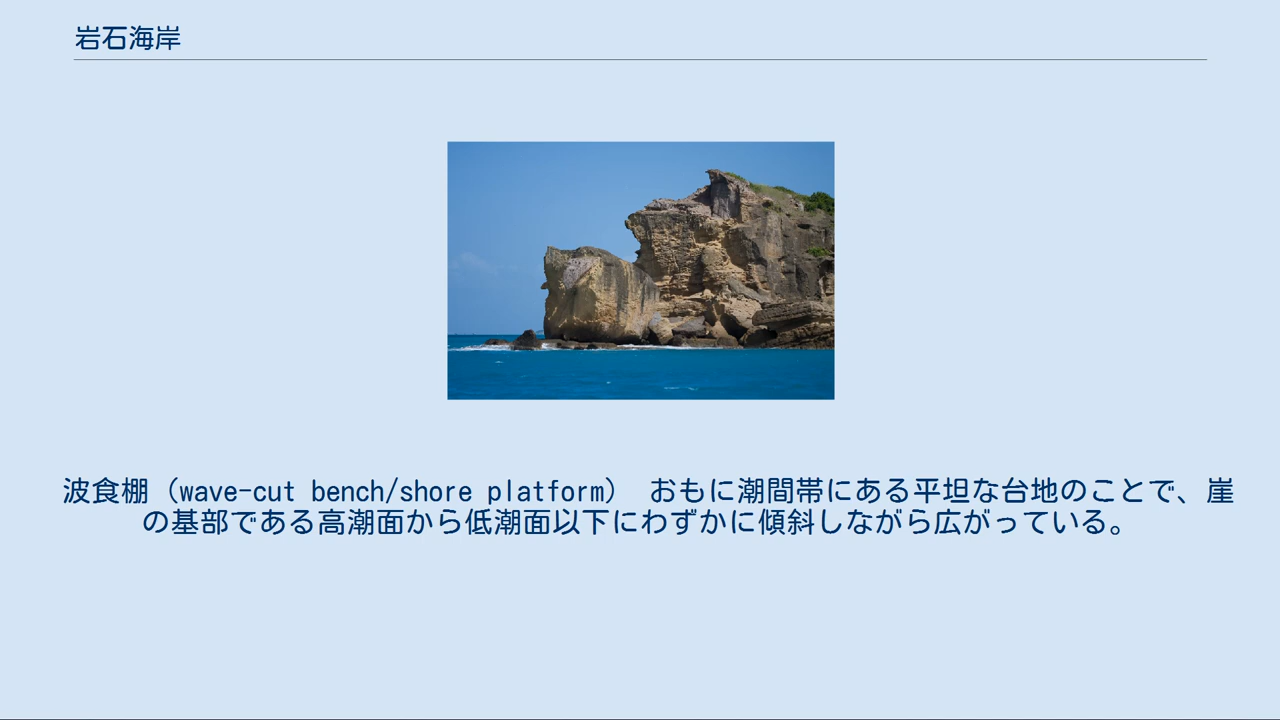 岩石海岸
波食棚（wave-cut bench/shore platform）　おもに潮間帯にある平坦な台地のことで、崖
の基部である高潮面から低潮面以下にわずかに傾斜しながら広がっている。